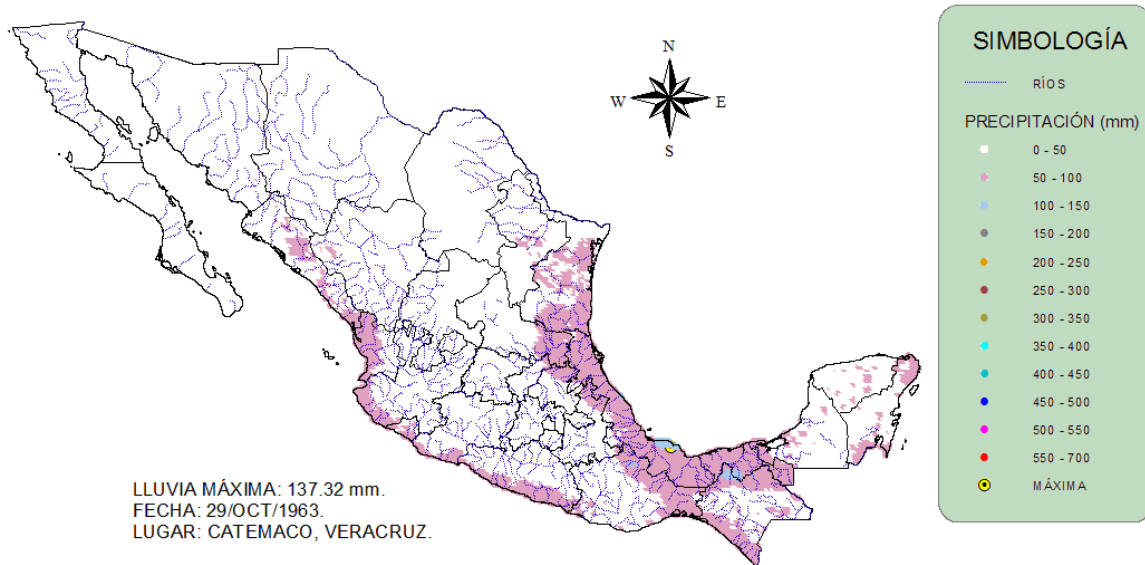 N
W E
S
SIMBOLOGÍA
RÍOS
PRECIPITACIÓN (mm)
0 - 50
50 - 100
100 - 150
150 - 200
200 - 250
250 - 300
300 - 350
350 - 400
400 - 450
450 - 500
500 - 550
550 - 700
MÁXIMA
LLUVIA MÁXIMA: 137.32 mm.
FECHA: 29/OCT/1963.
LUGAR: CATEMACO, VERACRUZ.